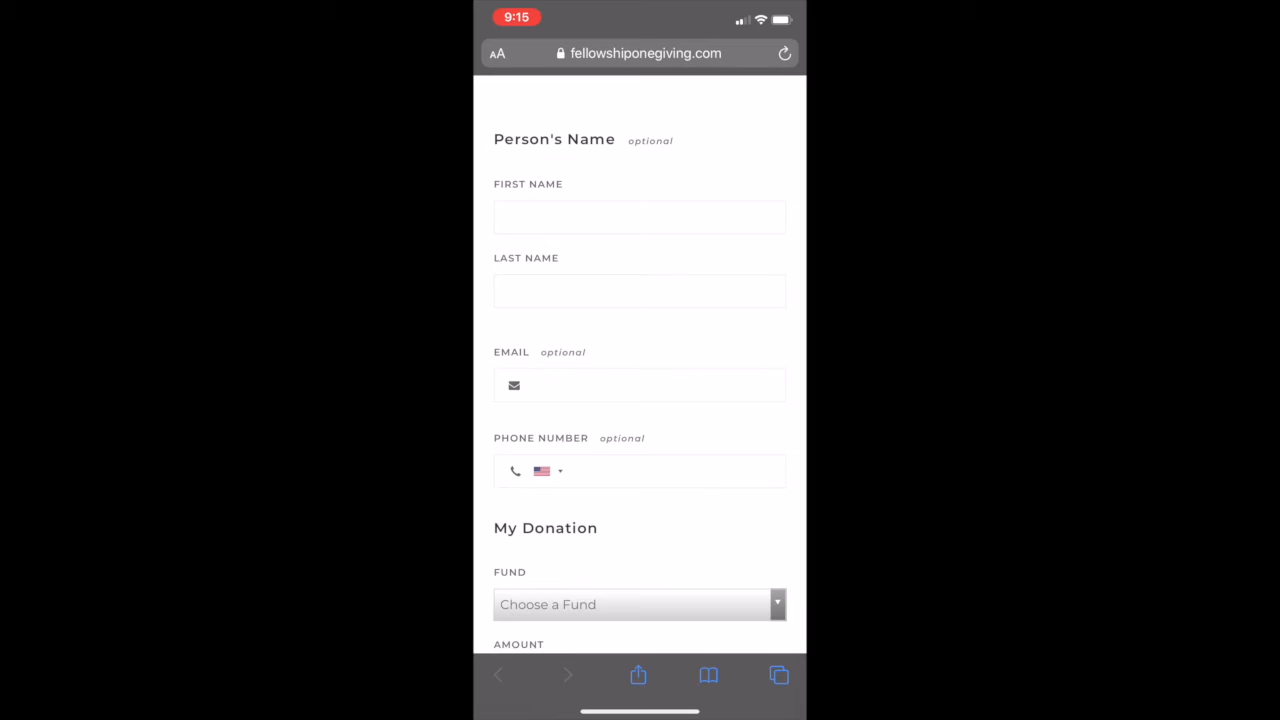 9:15
AA fellowshiponegiving.com
Person's Name optional
FIRST NAME
LAST NAME
EMAIL optional
PHONE NUMBER optional
My Donation
FUND
Choose a Fund
AMOUNT